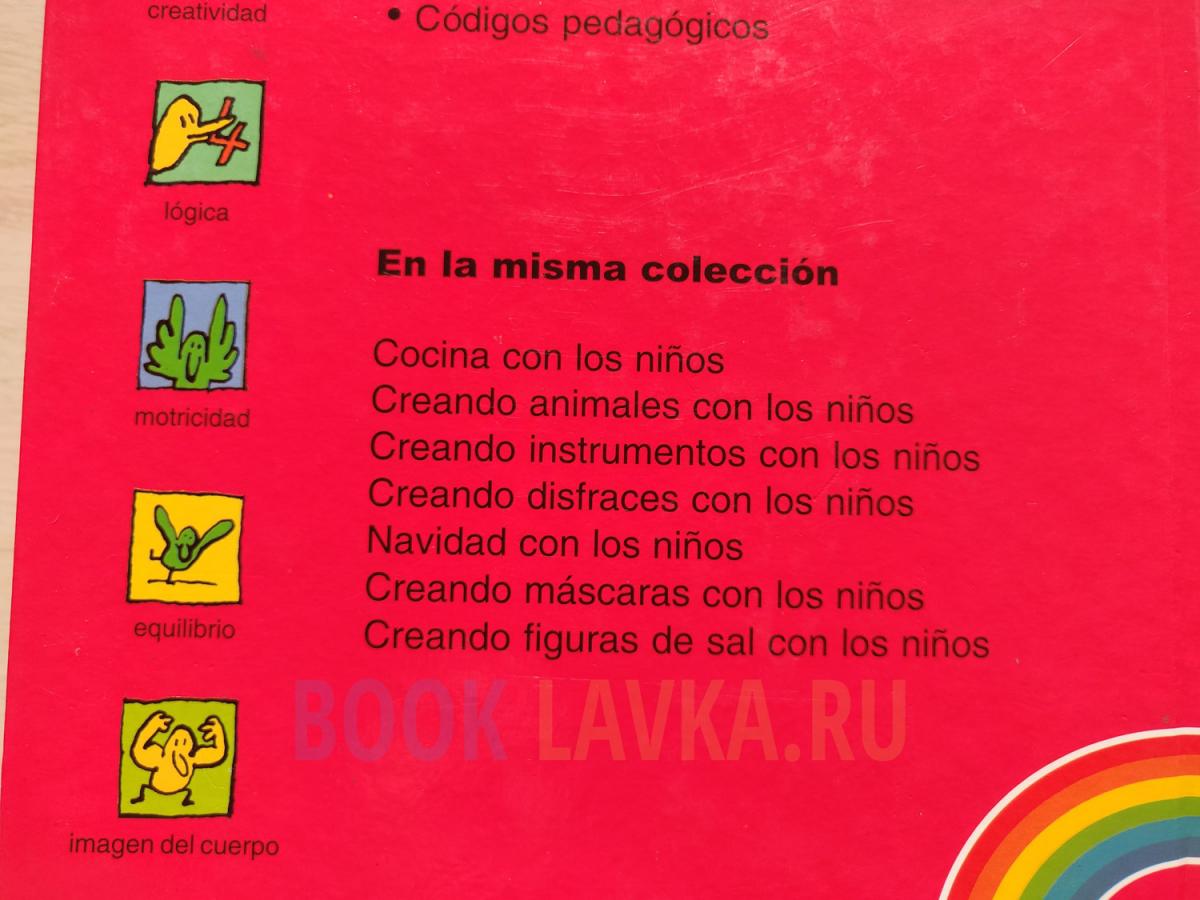 creatividad
• Códigos pedagógicos
lógica
motricidad
equilibrio
imagen del cuerpo
En la misma colección
Cocina con los niños
Creando animales con los niños
Creando instrumentos con los niños
Creando disfraces con los niños
Navidad con los niños
Creando máscaras con los niños
Creando figuras de sal con los niños
BOOK LAVKA.RU